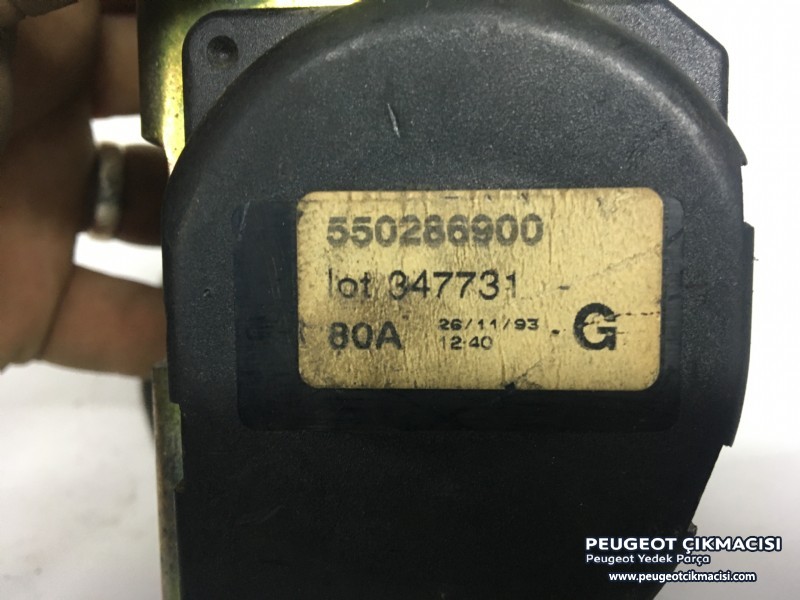 550286900
lot 347731
80A
26/11/93
12:40
G
PEUGEOT ÇIKMACISI
Peugeot Yedek Parça
www.peugeotcikmacisi.com